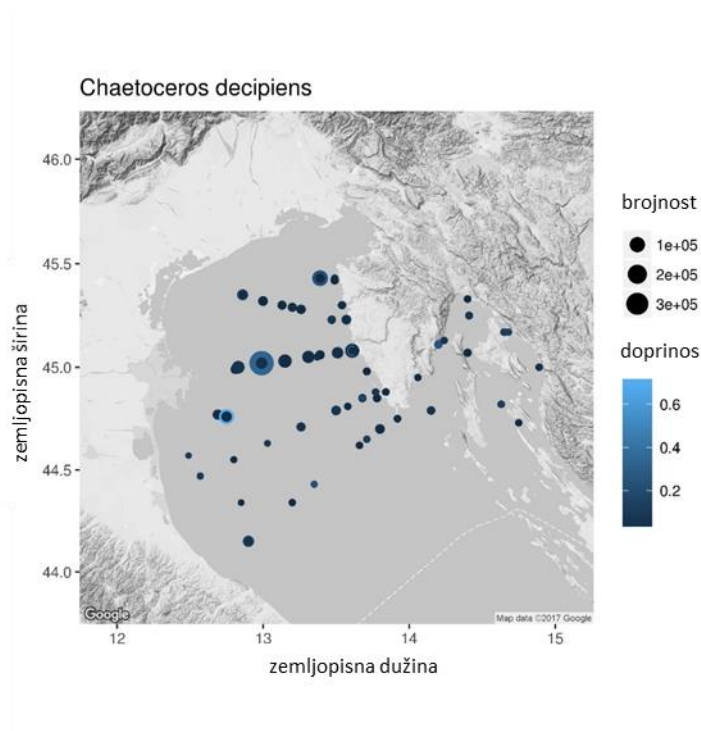 Chaetoceros decipiens
46.0
45.5
45.0
44.5
44.0
zemljopisna širina
12
13
14
15
zemljopisna dužina
Google
Map data ©2017 Google
brojnost
1e+05
2e+05
3e+05
doprinos
0.6
0.4
0.2